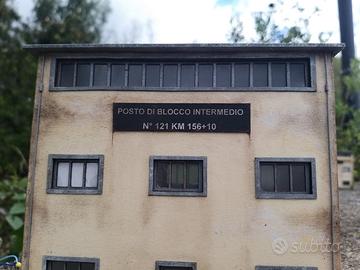 POSTO DI BLOCCO INTERMEDIO
N° 121 KM 156+10
subito